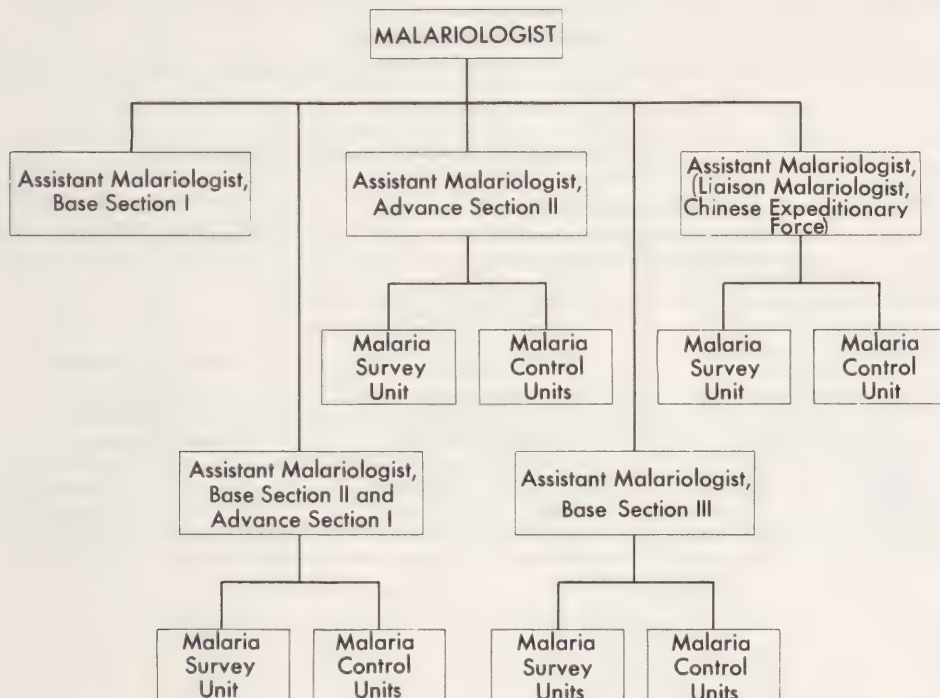 MALARIOLOGIST
Assistant Malariologist,
Base Section I
Assistant Malariologist,
Advance Section II
Assistant Malariologist,
(Liaison Malariologist,
Chinese Expeditionary
Force)
Malaria
Survey
Unit
Malaria
Control
Units
Malaria
Survey
Unit
Malaria
Control
Unit
Assistant Malariologist,
Base Section II and
Advance Section I
Assistant Malariologist,
Base Section III
Malaria
Survey
Unit
Malaria
Control
Units
Malaria
Survey
Units
Malaria
Control
Units